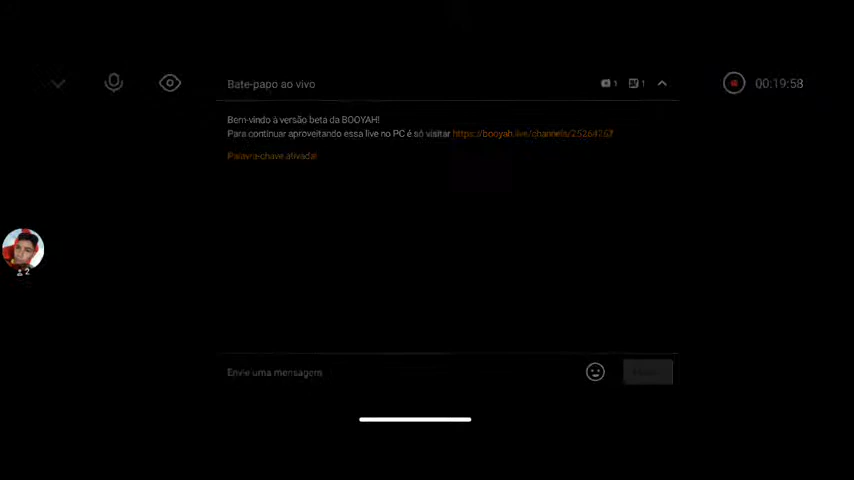 Bate-papo ao vivo
1
1
00:19:58
Bem-vindo à versão beta da BOOYAH!
Para continuar aproveitando essa live no PC é só visitar https://booyah.live/channels/25264757
Palavra-chave ativada!
2
Envie uma mensagem